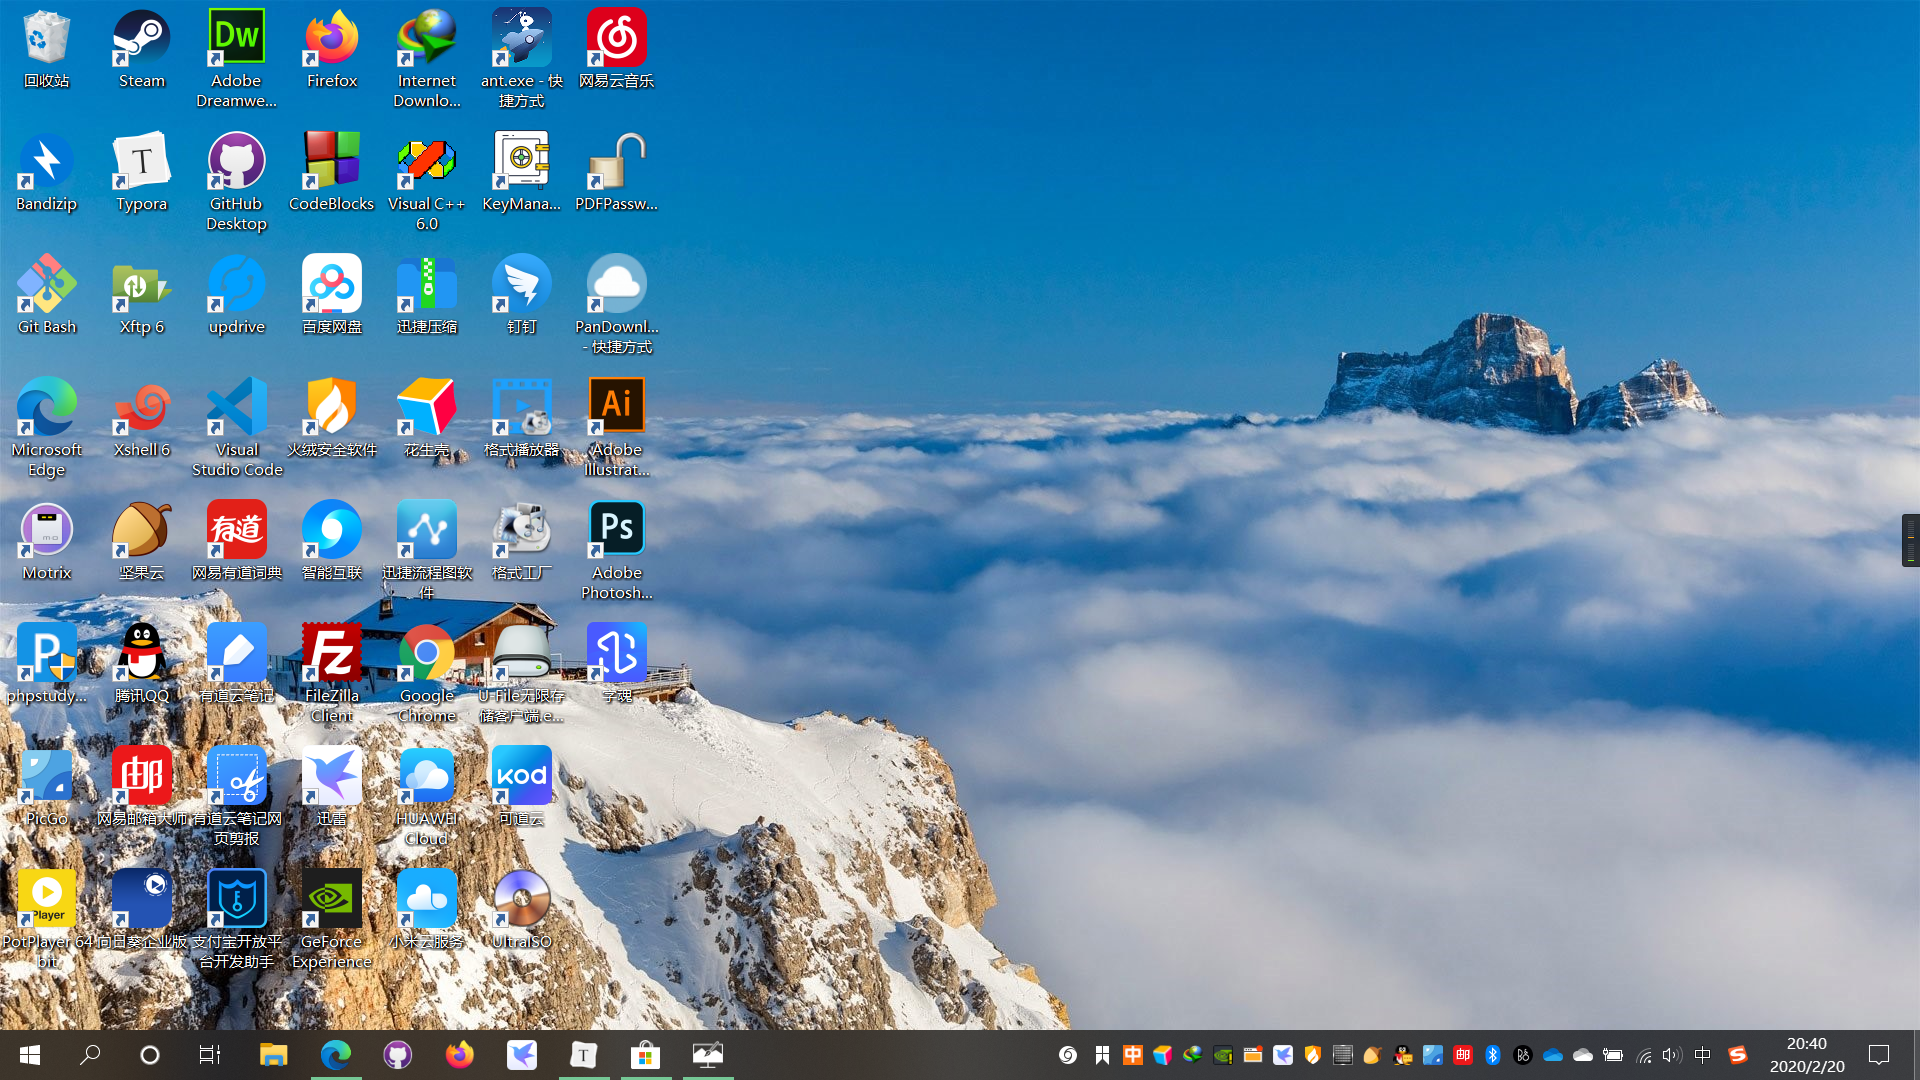 回收站
Steam
Dw
Adobe
Dreamwe...
Firefox
Internet
Downlo...
ant.exe - 快
捷方式
网易云音乐
Bandizip
T
Typora
GitHub
Desktop
CodeBlocks
Visual C++
6.0
KeyMana...
PDFPassw...
Git Bash
Xftp 6
updrive
百度网盘
迅捷压缩
钉钉
PanDownl...
- 快捷方式
Microsoft
Edge
Xshell 6
Visual
Studio Code
火绒安全软件
花生壳
格式播放器
Ai
Adobe
Illustrat...
Motrix
坚果云
有道
网易有道词典
智能互联
迅捷流程图软
件
格式工厂
Ps
Adobe
Photosh...
P
phpstudy...
腾讯QQ
有道云笔记
Fz
FileZilla
Client
Google
Chrome
U-File无限存
储客户端.e...
字魂
PicGo
邮
网易邮箱大师
有道云笔记网
页剪报
迅雷
HUAWEI
Cloud
kod
可道云
Player
PotPlayer 64
bit
向日葵企业版
支付宝开放平
台开发助手
GeForce
Experience
小米云服务
UltraISO
T
中
邮
中
S
20:40
2020/2/20